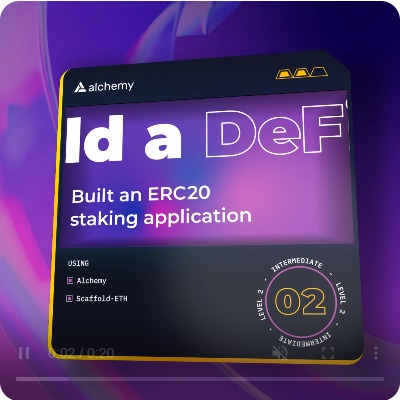 alchemy
ld a DeFi
Built an ERC20
staking application
USING
Alchemy
Scaffold-ETH
02
INTERMEDIATE - LEVEL 2 - INTERMEDIATE - LEVEL 2 -
0:02 / 0:20